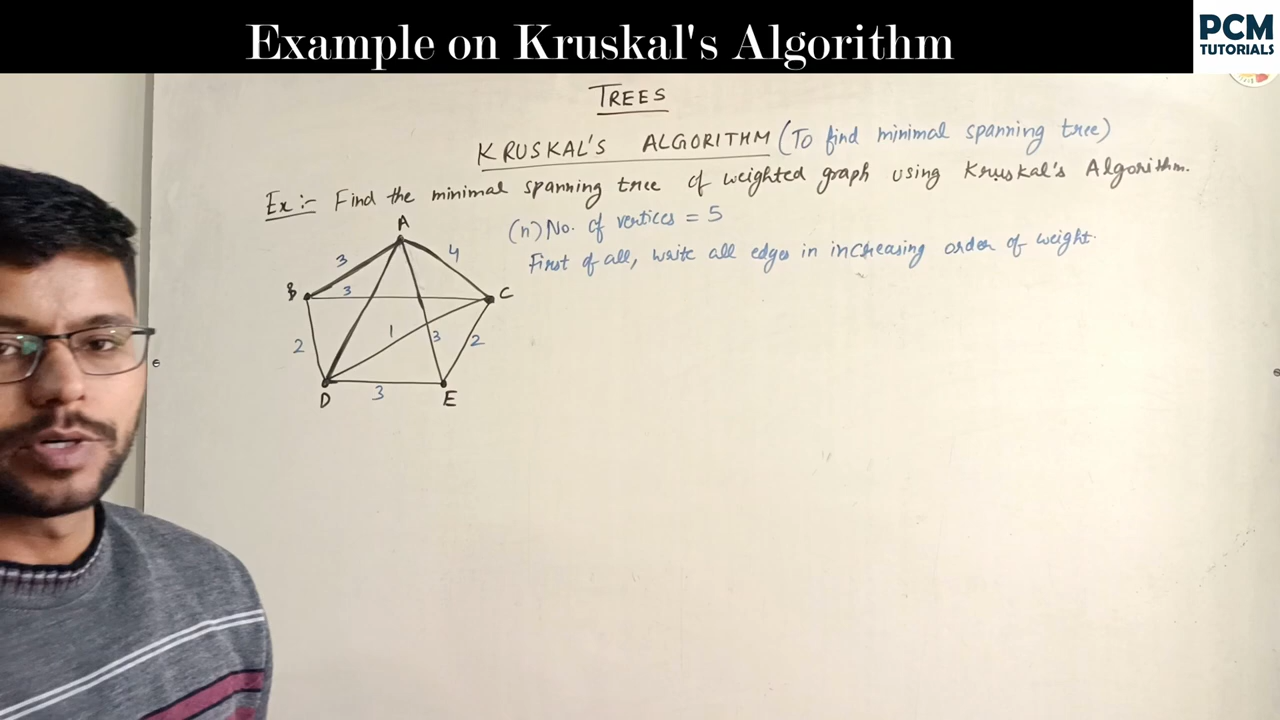 Example on Kruskal's Algorithm
PCM
TUTORIALS
TREES
KRUSKAL'S ALGORITHM (To find minimal spanning tree)
Ex:- Find the minimal spanning tree of weighted graph using Kruskal's Algorithm.
(n) No. of vertices = 5
First of all, write all edges in increasing order of weight.
A
3
4
B
3
C
1
3
2
2
3
D
E